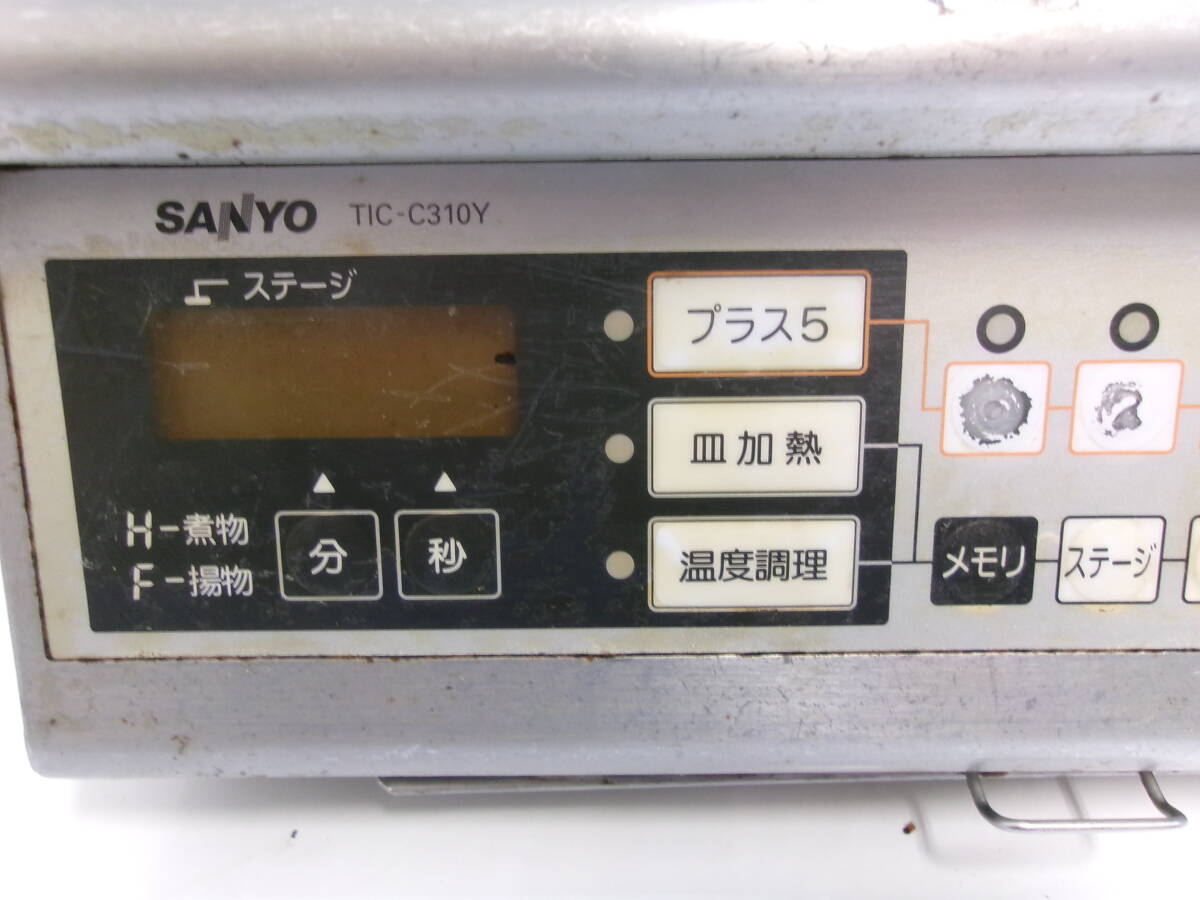 SANYO TIC-C310Y
ステージ
プラス5
皿加熱
温度調理
H-煮物
F-揚物
分
秒
メモリ
ステージ